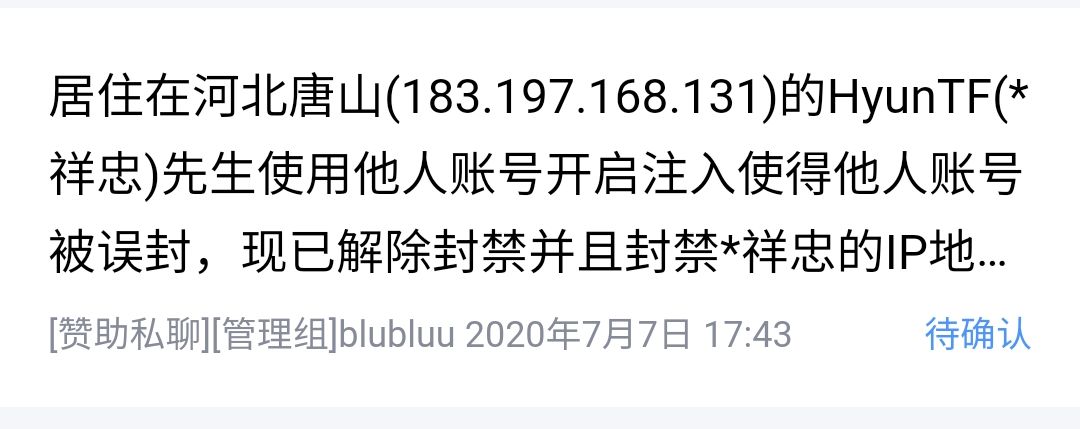 居住在河北唐山(183.197.168.131)的HyunTF(*
祥忠)先生使用他人账号开启注入使得他人账号
被误封，现已解除封禁并且封禁*祥忠的IP地...
[赞助私聊][管理组]blubluu 2020年7月7日 17:43 待确认